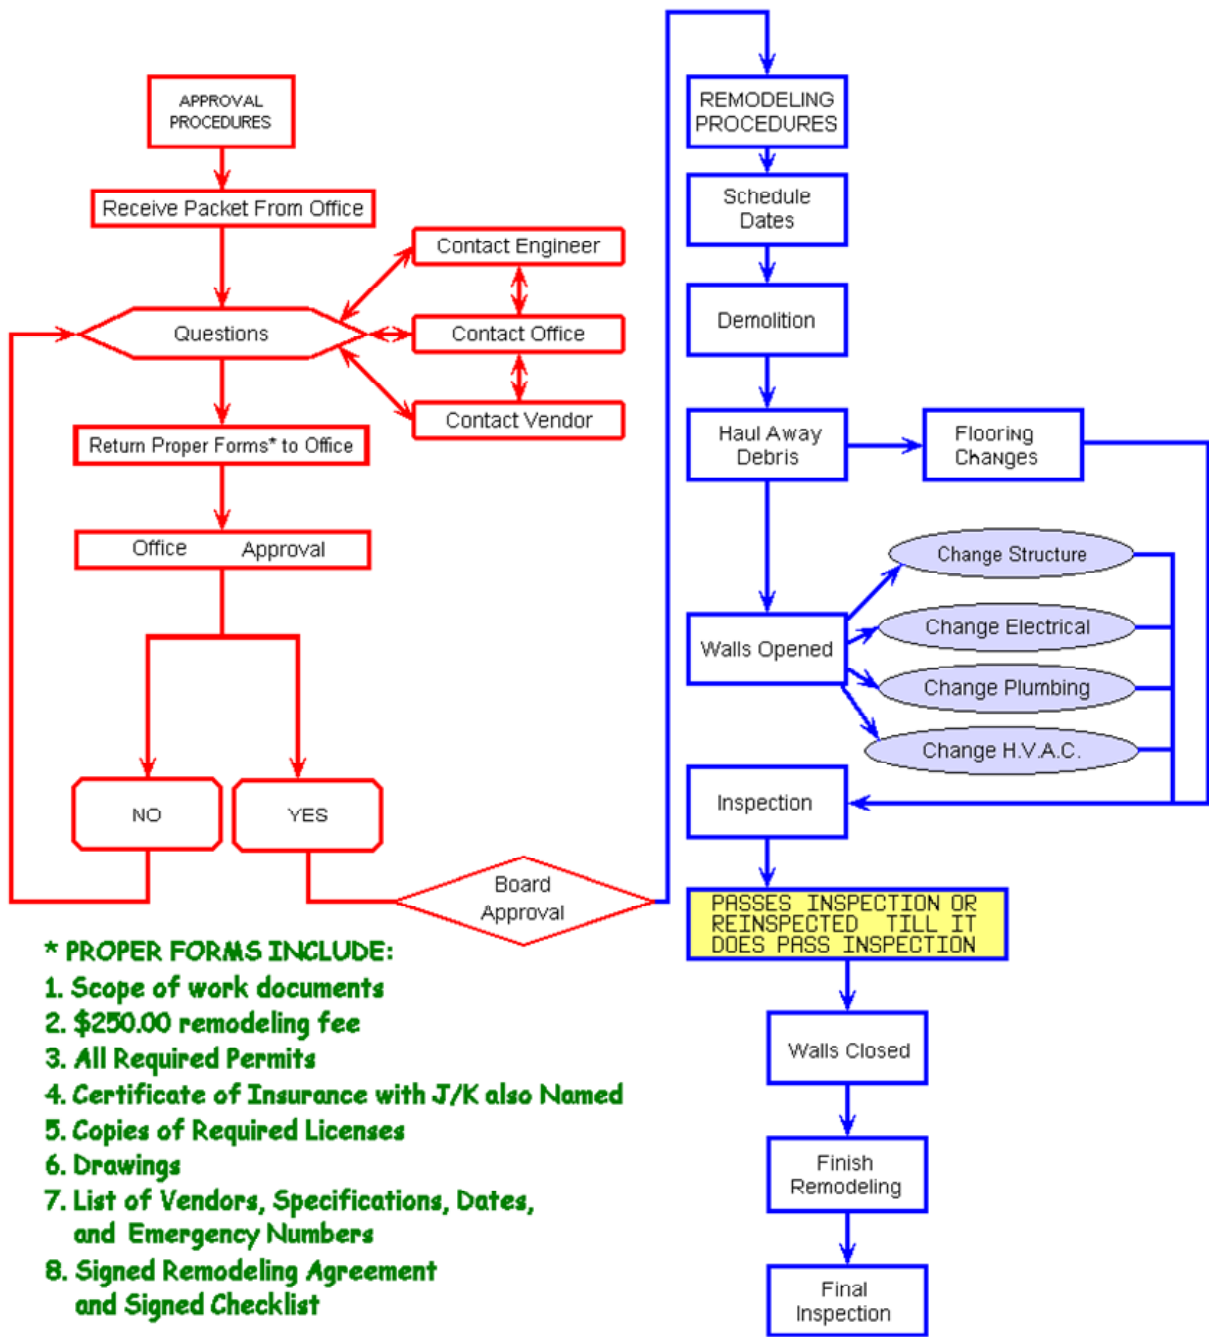 APPROVAL
PROCEDURES
Receive Packet From Office
Questions
Contact Engineer
Contact Office
Contact Vendor
Return Proper Forms* to Office
Office Approval
NO
YES
Board
Approval
* PROPER FORMS INCLUDE:
1. Scope of work documents
2. $250.00 remodeling fee
3. All Required Permits
4. Certificate of Insurance with J/K also Named
5. Copies of Required Licenses
6. Drawings
7. List of Vendors, Specifications, Dates,
and Emergency Numbers
8. Signed Remodeling Agreement
and Signed Checklist
REMODELING
PROCEDURES
Schedule
Dates
Demolition
Haul Away
Debris
Flooring
Changes
Walls Opened
Change Structure
Change Electrical
Change Plumbing
Change H.V.A.C.
Inspection
PASSES INSPECTION OR
REINSPECTED TILL IT
DOES PASS INSPECTION
Walls Closed
Finish
Remodeling
Final
Inspection